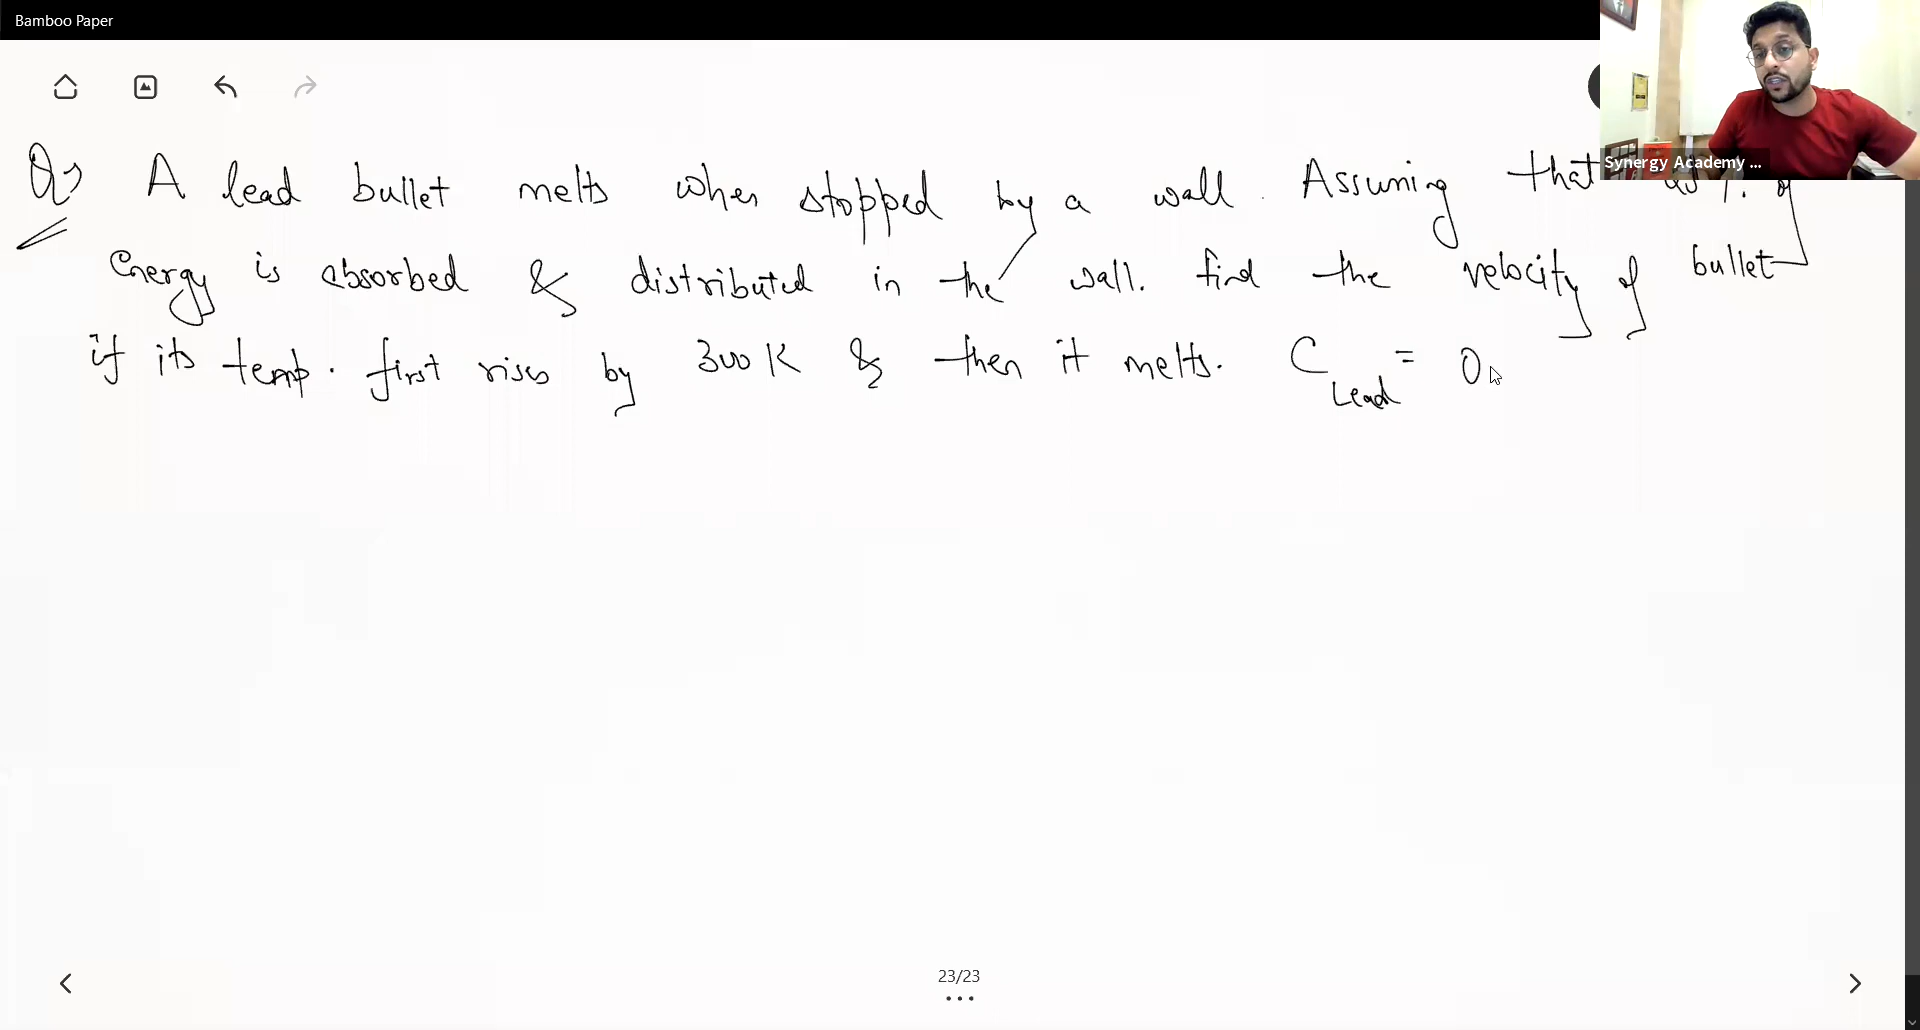 Bamboo Paper
Synergy Academy ...
Q) A lead bullet melts when stopped by a wall. Assuming that % of
energy is absorbed & distributed in the wall. find the velocity of bullet
if its temp. first rises by 300 K & then it melts. C Lead = 0.
23/23